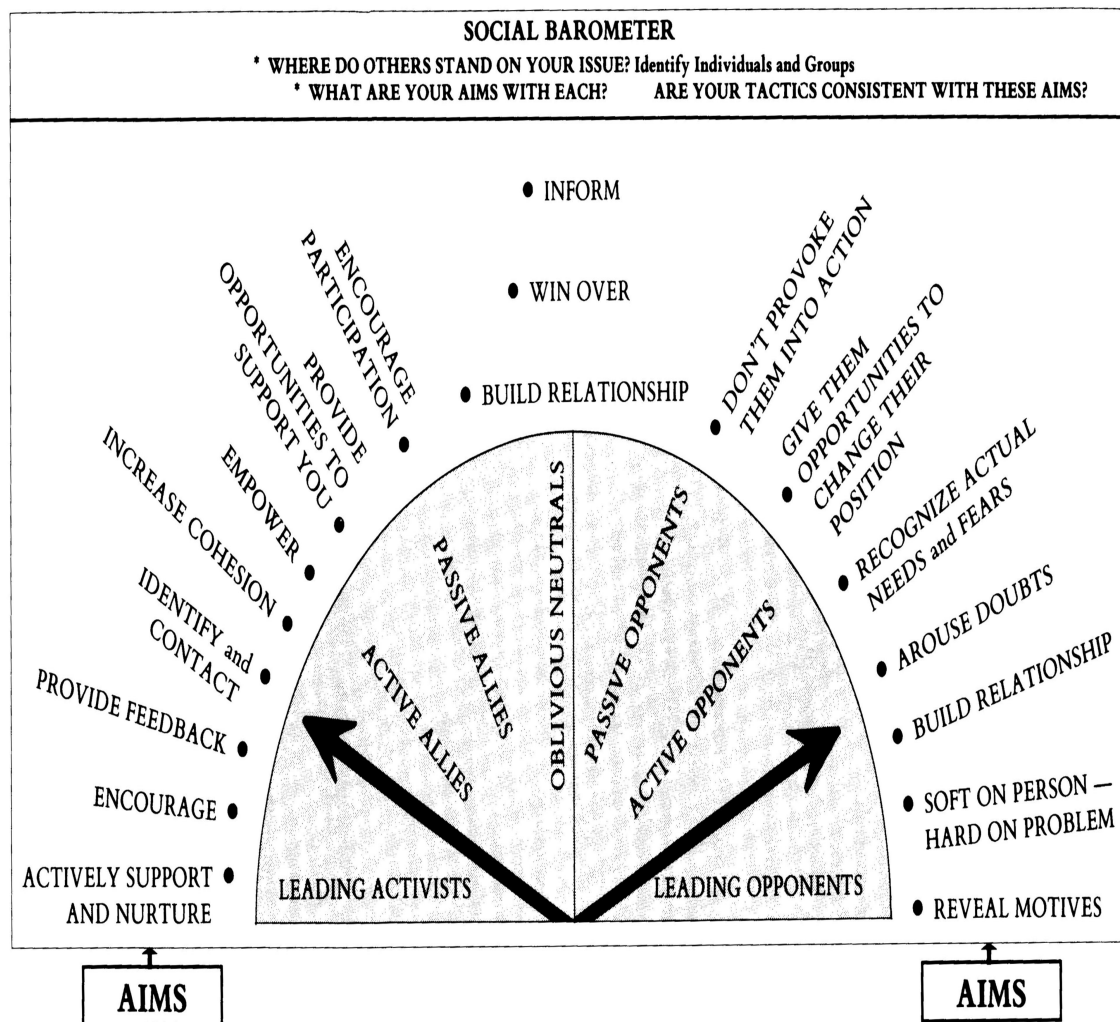 SOCIAL BAROMETER
* WHERE DO OTHERS STAND ON YOUR ISSUE? Identify Individuals and Groups
* WHAT ARE YOUR AIMS WITH EACH? ARE YOUR TACTICS CONSISTENT WITH THESE AIMS?
• INFORM
• WIN OVER
• BUILD RELATIONSHIP
ENCOURAGE
PARTICIPATION •
PROVIDE
OPPORTUNITIES TO
SUPPORT YOU •
EMPOWER •
INCREASE COHESION •
IDENTIFY and
CONTACT •
PROVIDE FEEDBACK •
ENCOURAGE •
ACTIVELY SUPPORT •
AND NURTURE
• DON'T PROVOKE
THEM INTO ACTION
GIVE THEM
• OPPORTUNITIES TO
CHANGE THEIR
POSITION
• RECOGNIZE ACTUAL
NEEDS and FEARS
• AROUSE DOUBTS
• BUILD RELATIONSHIP
• SOFT ON PERSON —
HARD ON PROBLEM
• REVEAL MOTIVES
LEADING ACTIVISTS
ACTIVE ALLIES
PASSIVE ALLIES
OBLIVIOUS NEUTRALS
PASSIVE OPPONENTS
ACTIVE OPPONENTS
LEADING OPPONENTS
AIMS
AIMS